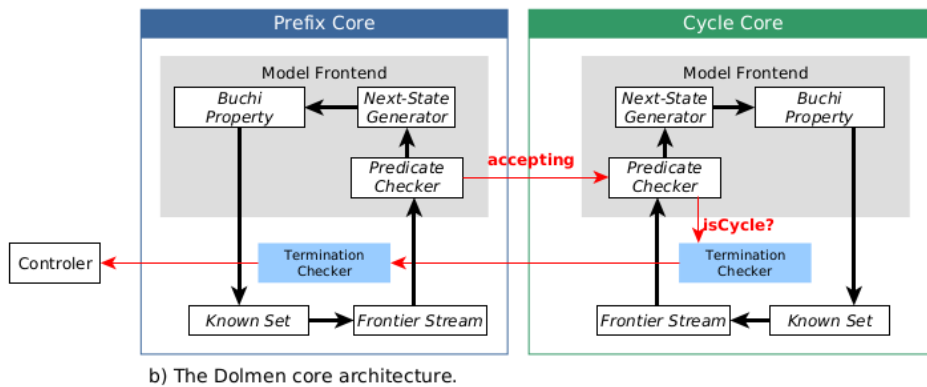 Prefix Core
Model Frontend
Buchi
Property
Next-State
Generator
Predicate
Checker
accepting
Termination
Checker
Controler
Known Set
Frontier Stream
Cycle Core
Model Frontend
Next-State
Generator
Buchi
Property
Predicate
Checker
isCycle?
Termination
Checker
Frontier Stream
Known Set
b) The Dolmen core architecture.